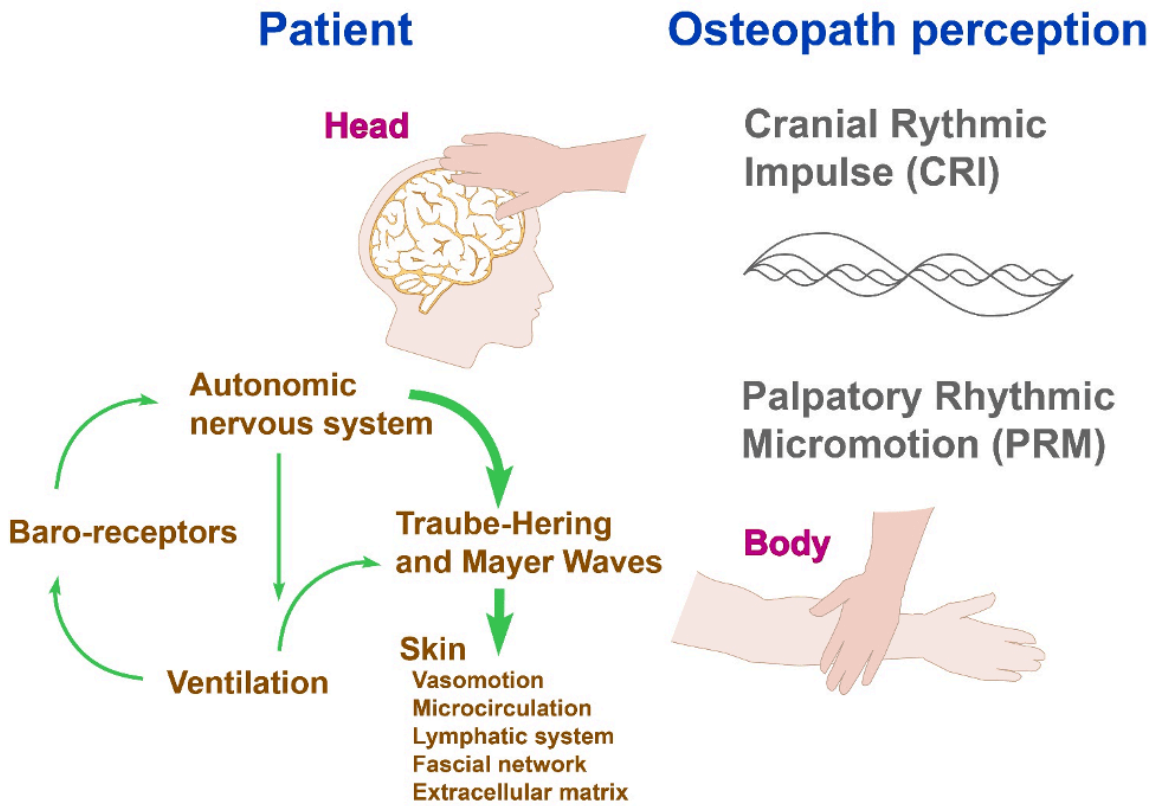 Patient
Osteopath perception
Head
Cranial Rythmic
Impulse (CRI)
Autonomic
nervous system
Palpatory Rhythmic
Micromotion (PRM)
Baro-receptors
Traube-Hering
and Mayer Waves
Body
Ventilation
Skin
Vasomotion
Microcirculation
Lymphatic system
Fascial network
Extracellular matrix